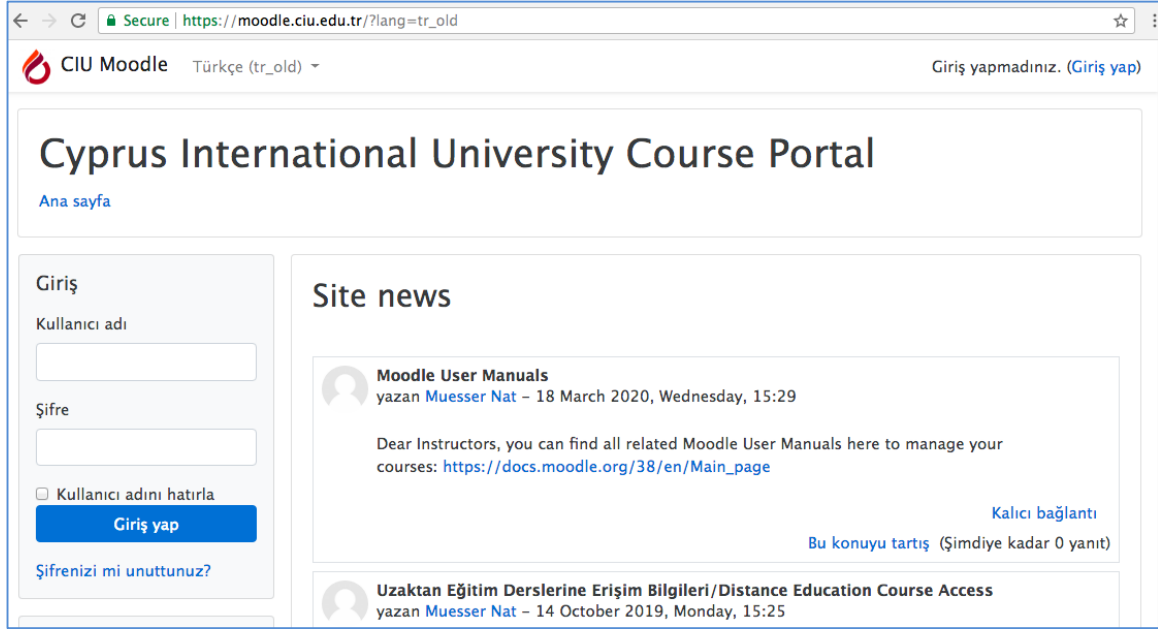 Secure | https://moodle.ciu.edu.tr/?lang=tr_old
CIU Moodle Türkçe (tr_old)
Giriş yapmadınız. (Giriş yap)
Cyprus International University Course Portal
Ana sayfa
Giriş
Kullanıcı adı
Şifre
Kullanıcı adını hatırla
Giriş yap
Şifrenizi mi unuttunuz?
Site news
Moodle User Manuals
yazan Muesser Nat – 18 March 2020, Wednesday, 15:29
Dear Instructors, you can find all related Moodle User Manuals here to manage your
courses: https://docs.moodle.org/38/en/Main_page
Kalıcı bağlantı
Bu konuyu tartış (Şimdiye kadar 0 yanıt)
Uzaktan Eğitim Derslerine Erişim Bilgileri/Distance Education Course Access
yazan Muesser Nat – 14 October 2019, Monday, 15:25